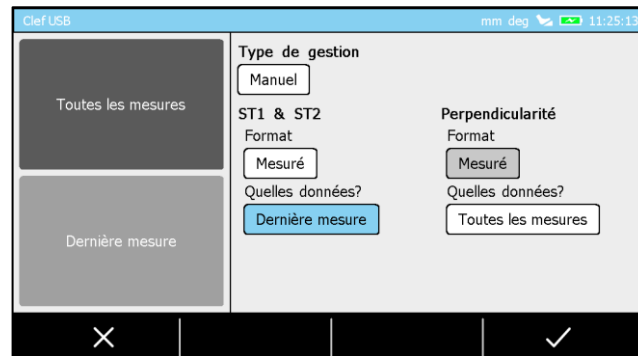 Clef USB
mm deg 11:25:13
Toutes les mesures
Dernière mesure
Type de gestion
Manuel
ST1 & ST2
Format
Mesuré
Quelles données?
Dernière mesure
Perpendicularité
Format
Mesuré
Quelles données?
Toutes les mesures